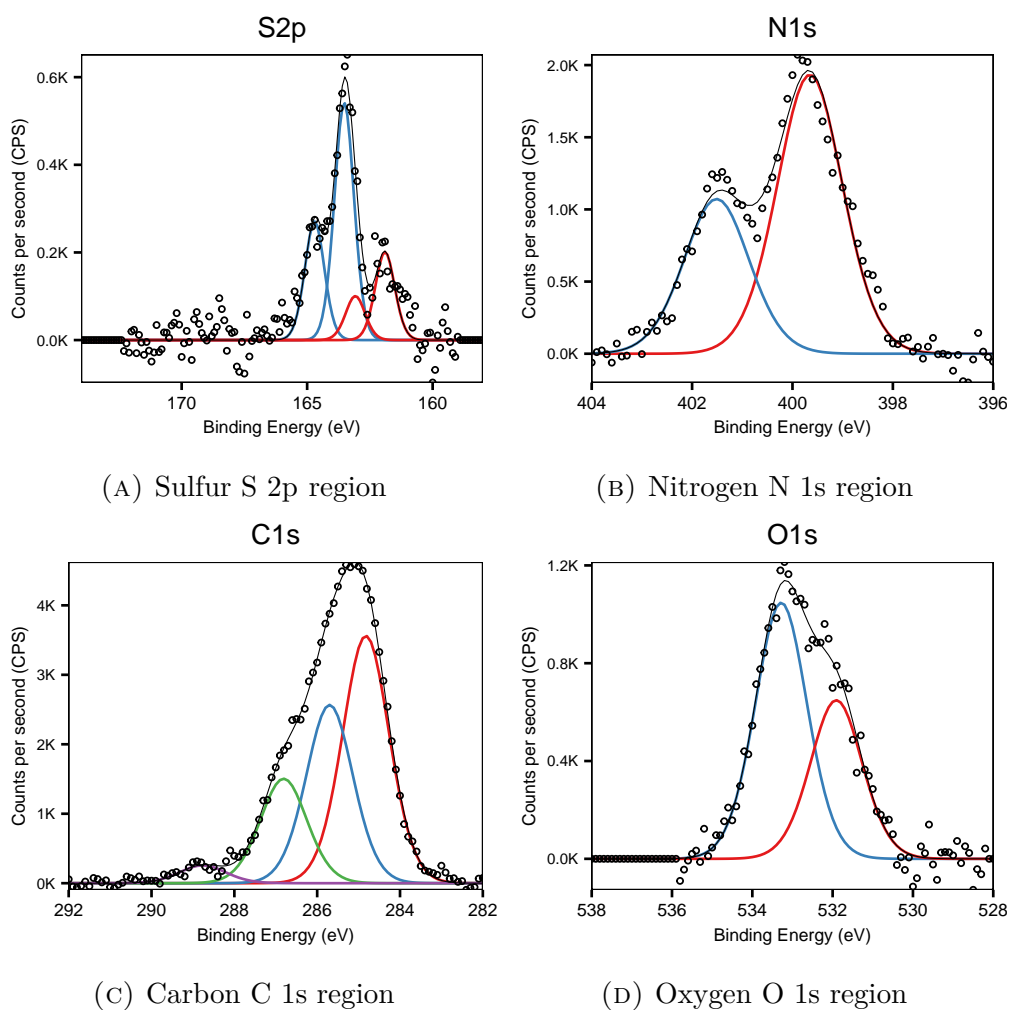 S2p
Counts per second (CPS)
0.6K
0.4K
0.2K
0.0K
170 165 160
Binding Energy (eV)
(A) Sulfur S 2p region
N1s
Counts per second (CPS)
2.0K
1.5K
1.0K
0.5K
0.0K
404 402 400 398 396
Binding Energy (eV)
(B) Nitrogen N 1s region
C1s
Counts per second (CPS)
4K
3K
2K
1K
0K
292 290 288 286 284 282
Binding Energy (eV)
(C) Carbon C 1s region
O1s
Counts per second (CPS)
1.2K
0.8K
0.4K
0.0K
538 536 534 532 530 528
Binding Energy (eV)
(D) Oxygen O 1s region